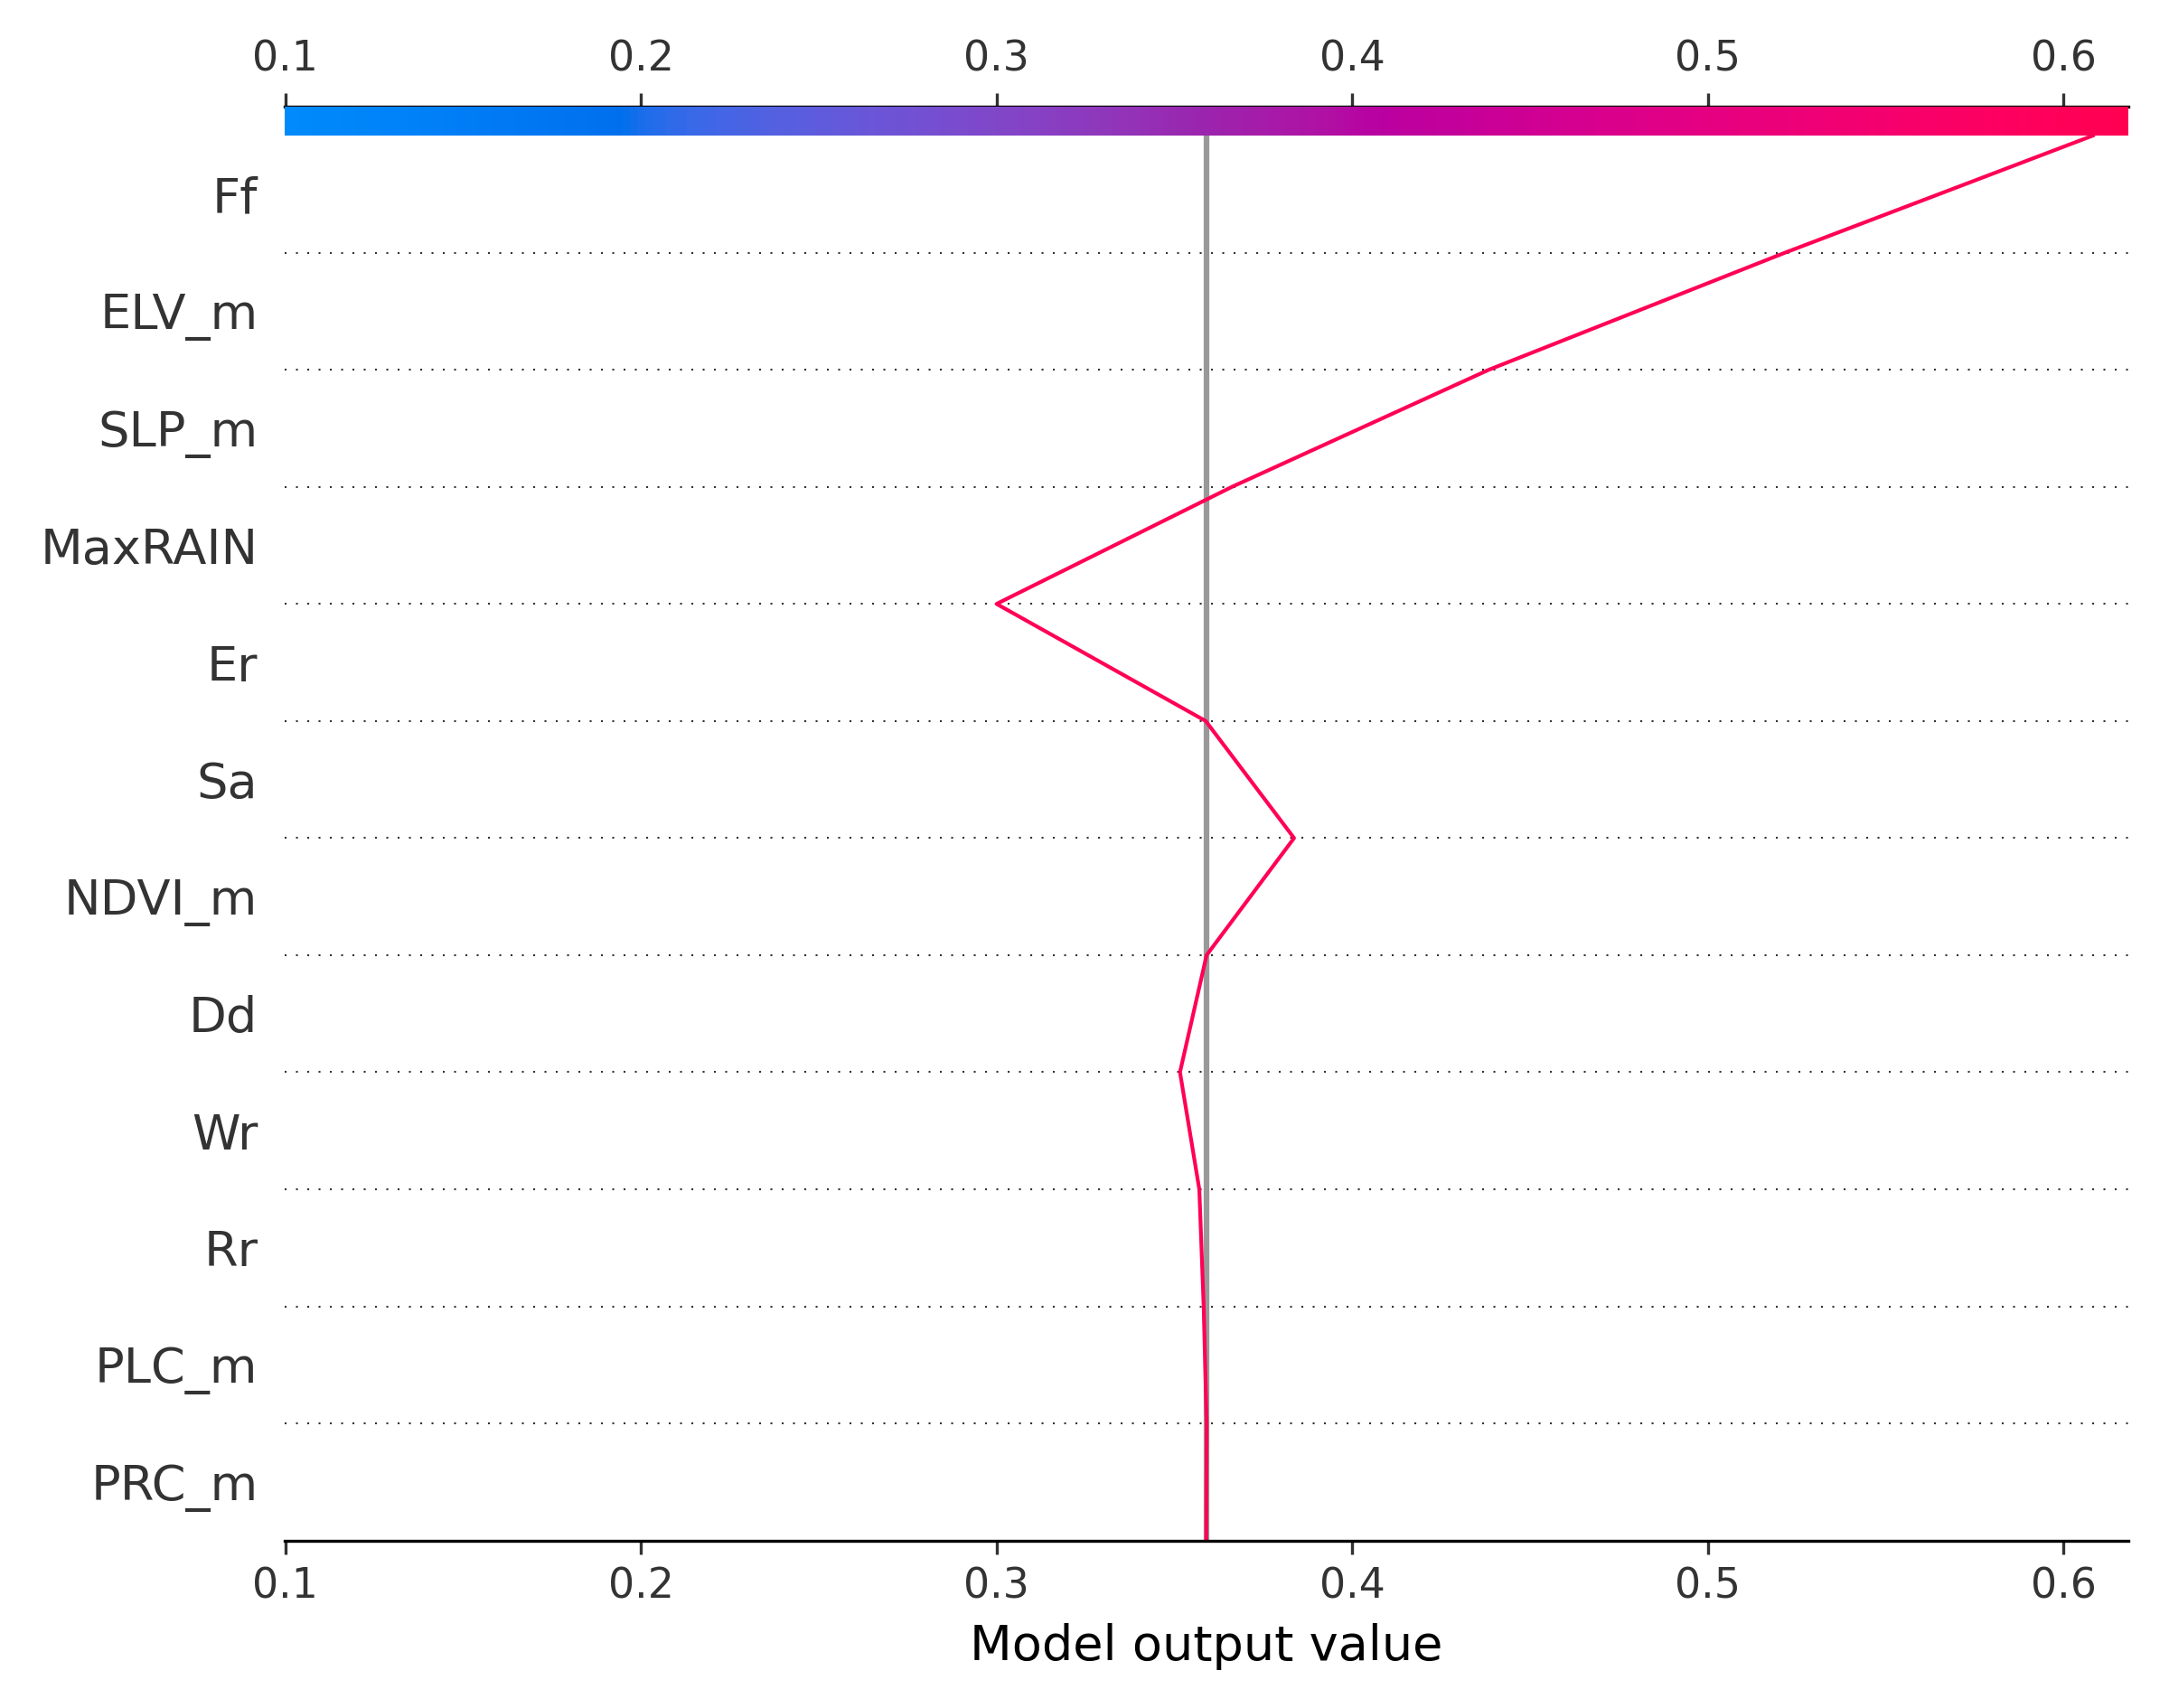 0.1 0.2 0.3 0.4 0.5 0.6
Ff
ELV_m
SLP_m
MaxRAIN
Er
Sa
NDVI_m
Dd
Wr
Rr
PLC_m
PRC_m
0.1 0.2 0.3 0.4 0.5 0.6
Model output value